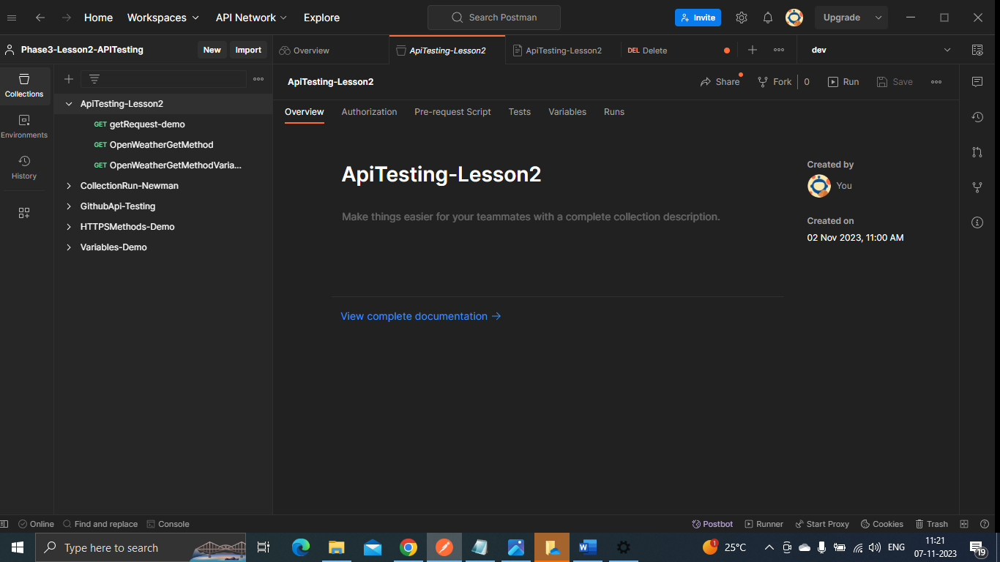 Home Workspaces API Network Explore Search Postman Invite Upgrade
Phase3-Lesson2-APITesting New Import Overview ApiTesting-Lesson2 ApiTesting-Lesson2 DEL Delete dev
Collections
Environments
History
ApiTesting-Lesson2
GET getRequest-demo
GET OpenWeatherGetMethod
GET OpenWeatherGetMethodVaria...
CollectionRun-Newman
GithubApi-Testing
HTTPSMethods-Demo
Variables-Demo
ApiTesting-Lesson2 Share Fork 0 Run Save
Overview Authorization Pre-request Script Tests Variables Runs
ApiTesting-Lesson2
Make things easier for your teammates with a complete collection description.
View complete documentation →
Created by
You
Created on
02 Nov 2023, 11:00 AM
Online Find and replace Console Postbot Runner Start Proxy Cookies Trash
Type here to search 1 25°C ENG 11:21
07-11-2023 19